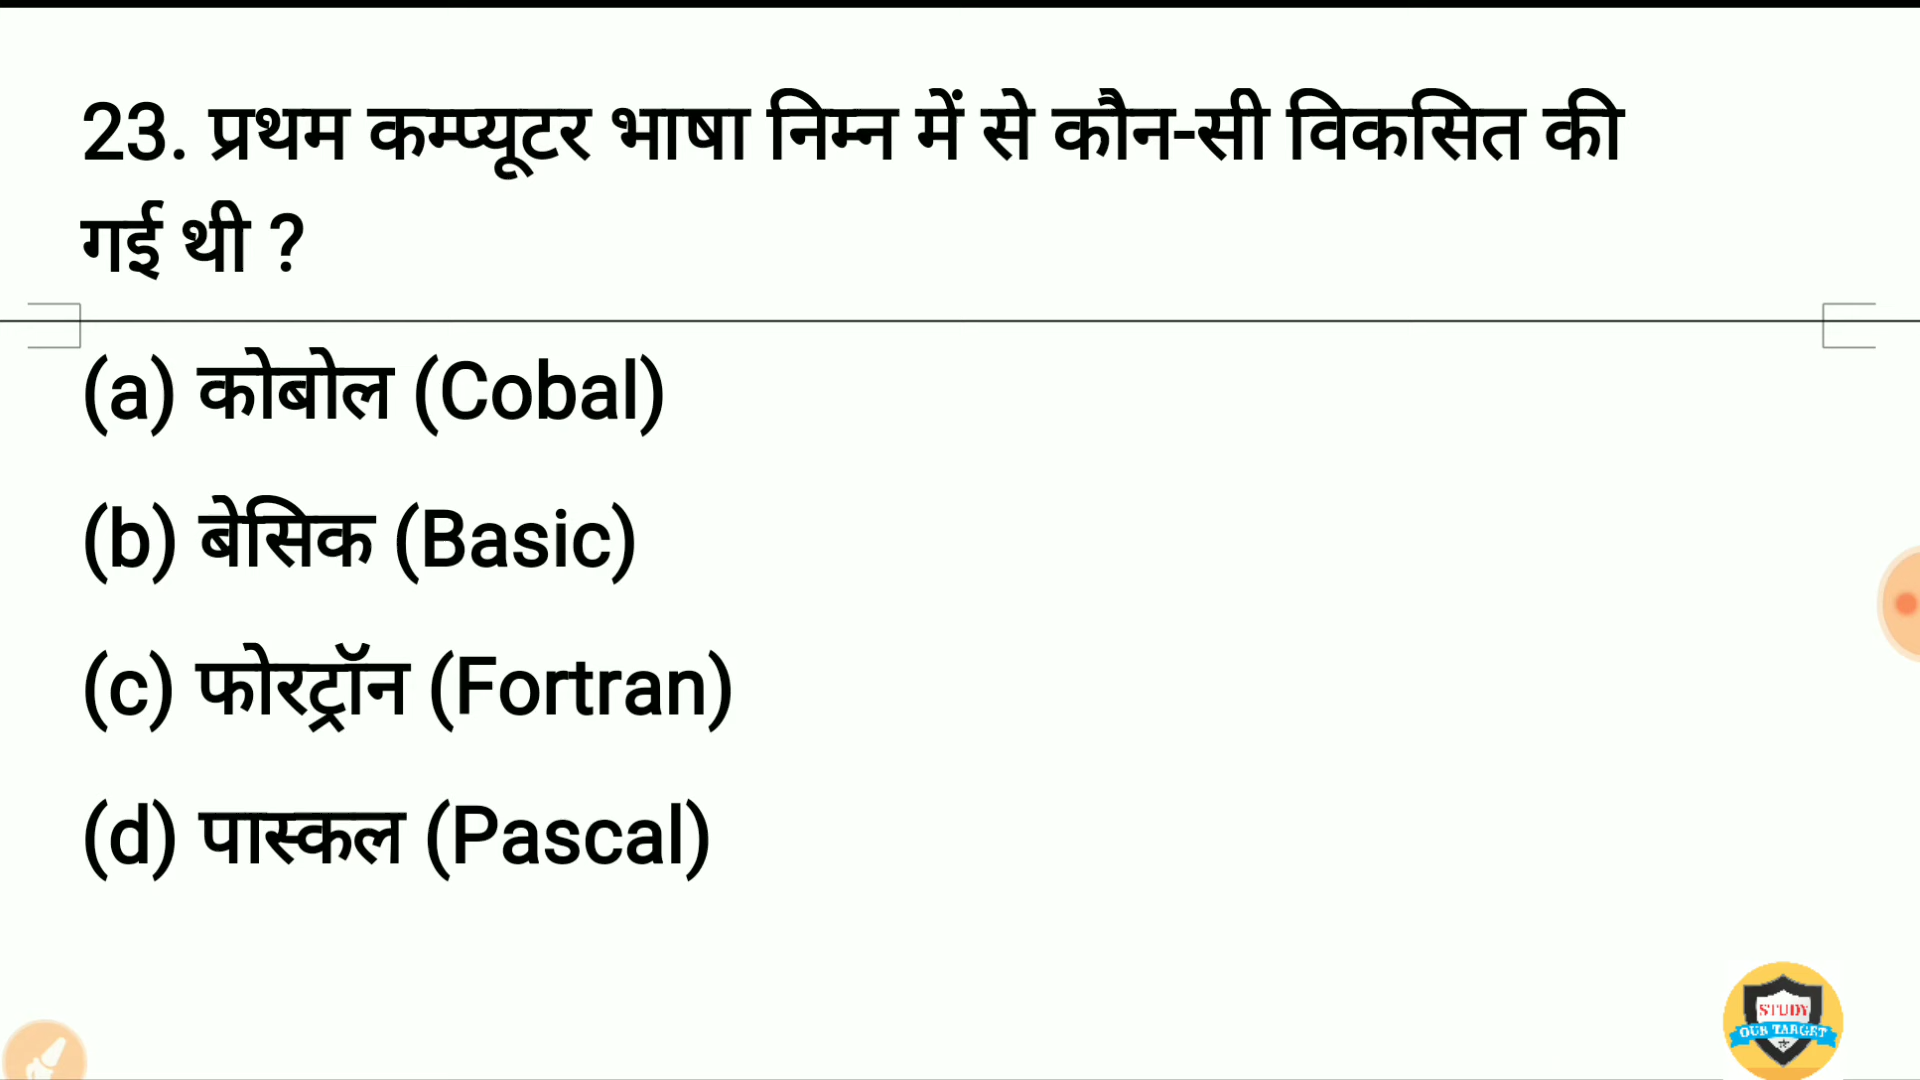 23. प्रथम कम्प्यूटर भाषा निम्न में से कौन-सी विकसित की
गई थी ?
(a) कोबोल (Cobal)
(b) बेसिक (Basic)
(c) फोरट्रॉन (Fortran)
(d) पास्कल (Pascal)
STUDY
OUR TARGET